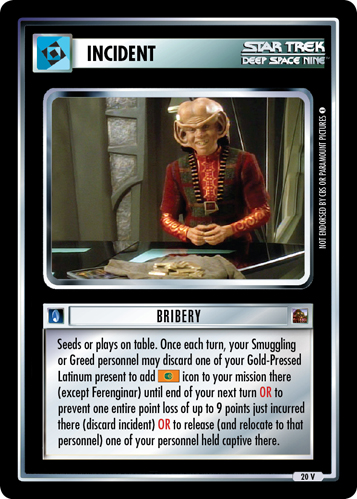 INCIDENT
STAR TREK
DEEP SPACE NINE™
NOT ENDORSED BY CBS OR PARAMOUNT PICTURES
BRIBERY
Seeds or plays on table. Once each turn, your Smuggling
or Greed personnel may discard one of your Gold-Pressed
Latinum present to add icon to your mission there
(except Ferenginar) until end of your next turn OR to
prevent one entire point loss of up to 9 points just incurred
there (discard incident) OR to release (and relocate to that
personnel) one of your personnel held captive there.
20 V